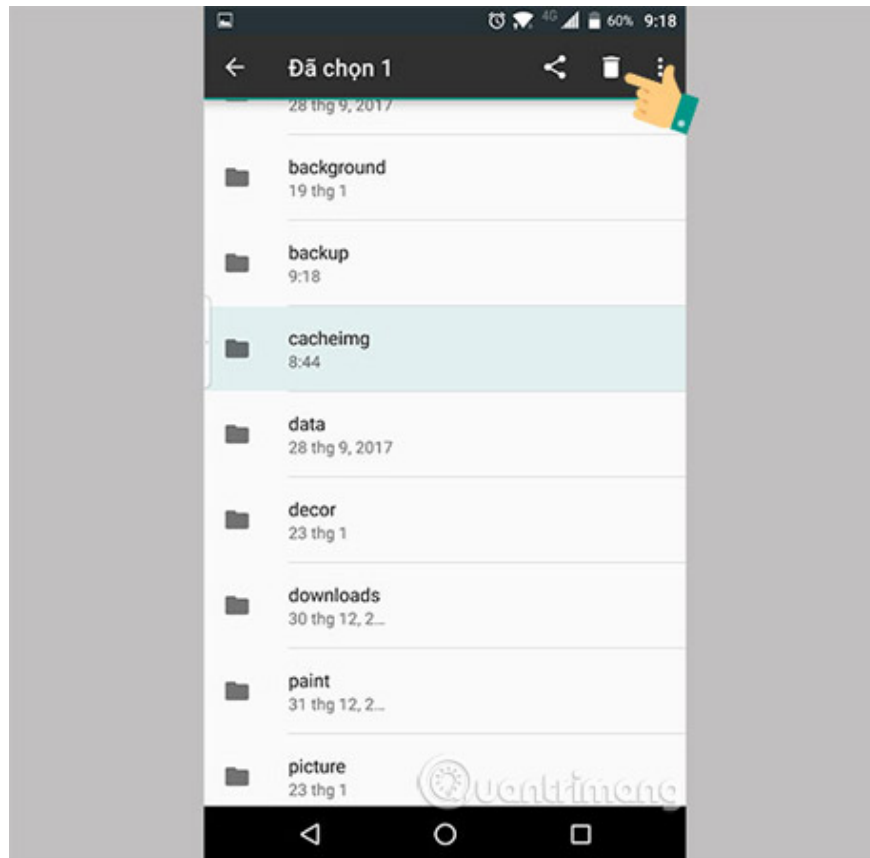 4G 60% 9:18
Đã chọn 1
28 thg 9, 2017
background
19 thg 1
backup
9:18
cacheimg
8:44
data
28 thg 9, 2017
decor
23 thg 1
downloads
30 thg 12, 2...
paint
31 thg 12, 2...
picture
23 thg 1
Quantrimang